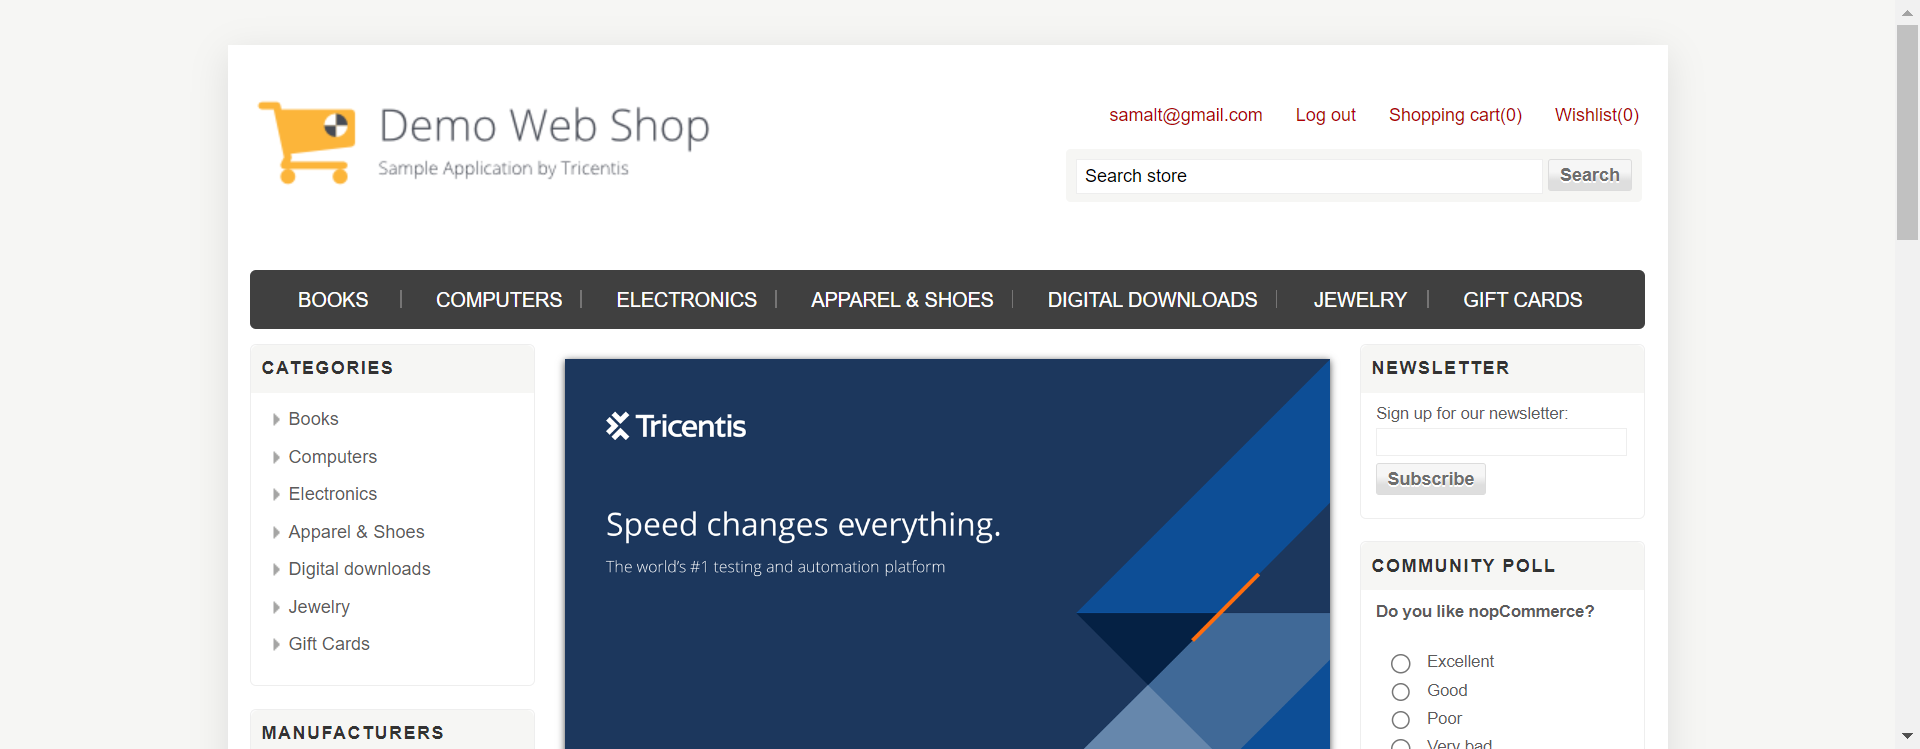 Demo Web Shop
Sample Application by Tricentis
samalt@gmail.com Log out Shopping cart(0) Wishlist(0)
Search store Search
BOOKS COMPUTERS ELECTRONICS APPAREL & SHOES DIGITAL DOWNLOADS JEWELRY GIFT CARDS
CATEGORIES
Books
Computers
Electronics
Apparel & Shoes
Digital downloads
Jewelry
Gift Cards
MANUFACTURERS
Tricentis
Speed changes everything.
The world's #1 testing and automation platform
NEWSLETTER
Sign up for our newsletter:
Subscribe
COMMUNITY POLL
Do you like nopCommerce?
Excellent
Good
Poor
Very bad